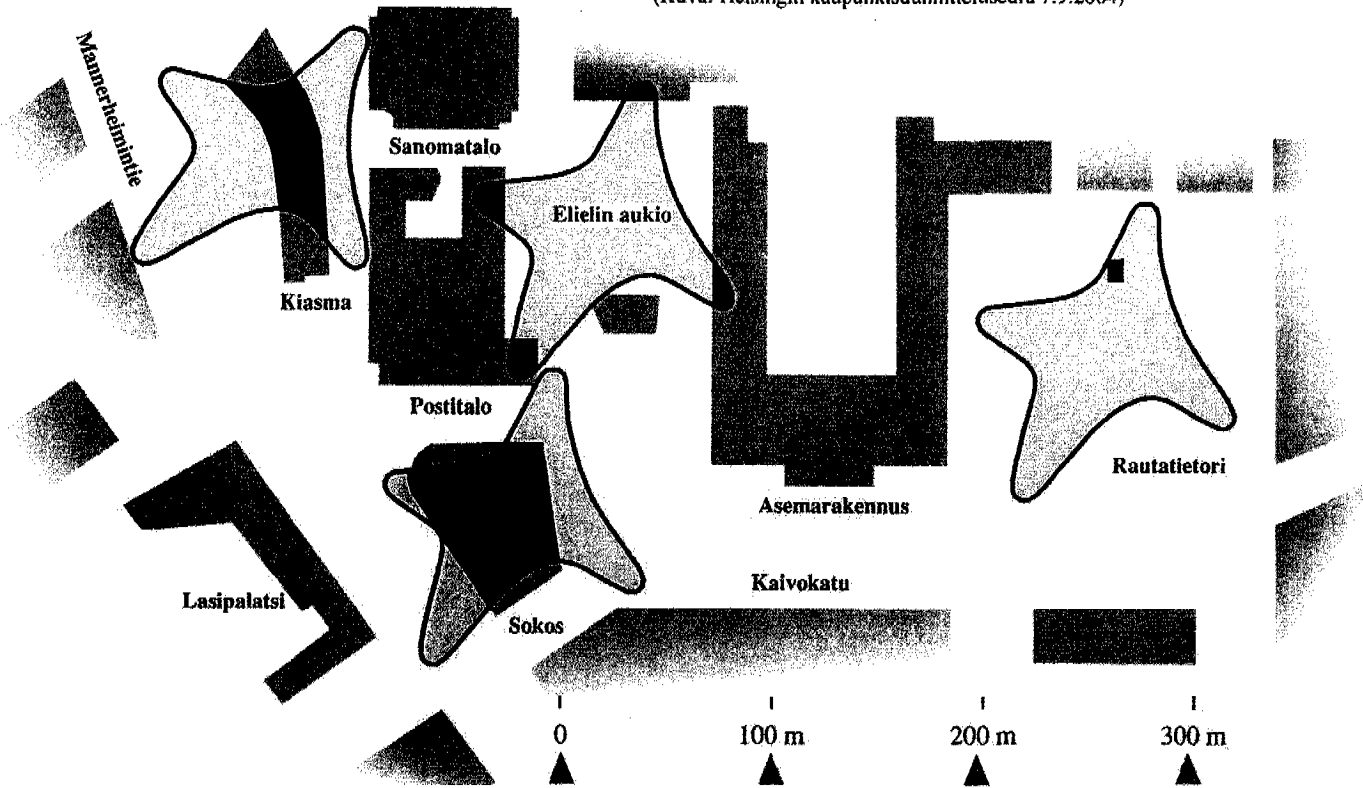 Mannerheimintie
Sanomatalo
Elielin aukio
Kiasma
Postitalo
Rautatietori
Asemarakennus
Kaivokatu
Lasipalatsi
Sokos
0
100 m
200 m
300 m